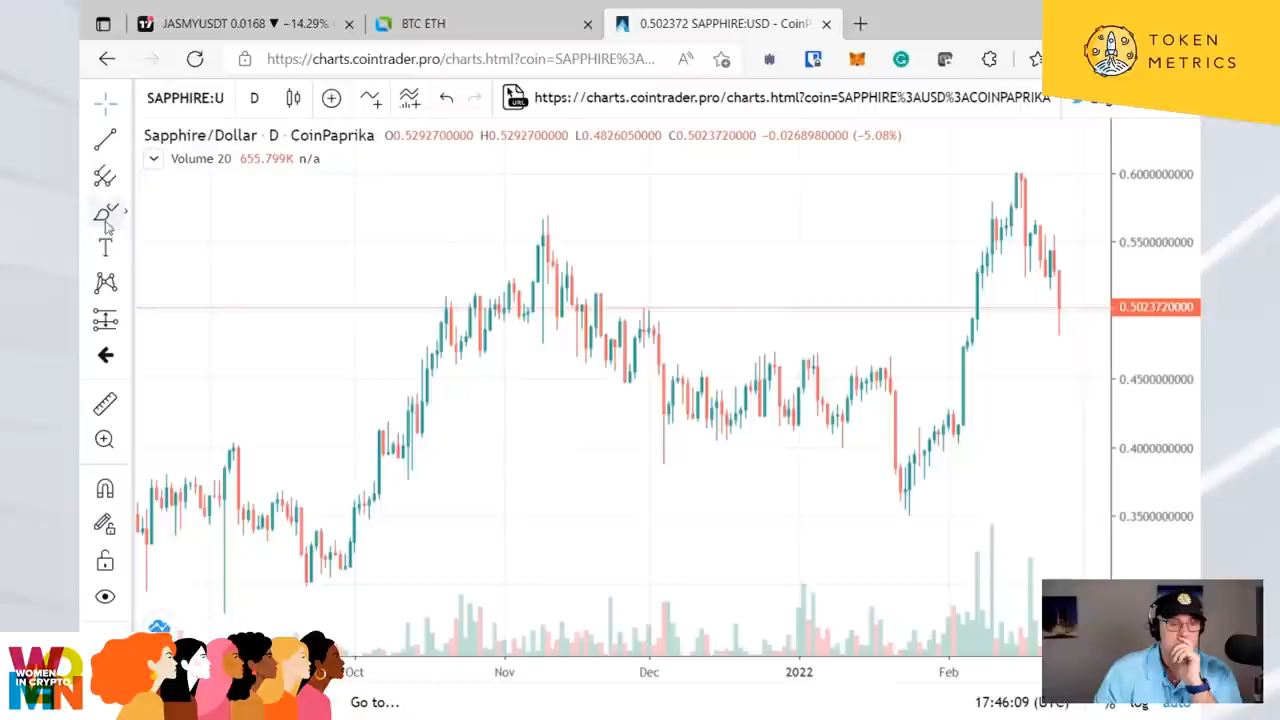 JASMYUSDT 0.0168 ▼ −14.29%
BTC ETH
0.502372 SAPPHIRE:USD - CoinP
https://charts.cointrader.pro/charts.html?coin=SAPPHIRE%3A...
TOKEN
METRICS
SAPPHIRE:U
D
URL
https://charts.cointrader.pro/charts.html?coin=SAPPHIRE%3AUSD%3ACOINPAPRIKA
Sapphire/Dollar · D · CoinPaprika O0.5292700000 H0.5292700000 L0.4826050000 C0.5023720000 −0.0268980000 (−5.08%)
Volume 20 655.799K n/a
0.6000000000
0.5500000000
0.5023720000
0.4500000000
0.4000000000
0.3500000000
Oct
Nov
Dec
2022
Feb
Go to...
17:46:09 (UTC)
%
log
auto
WOMEN
IN CRYPTO